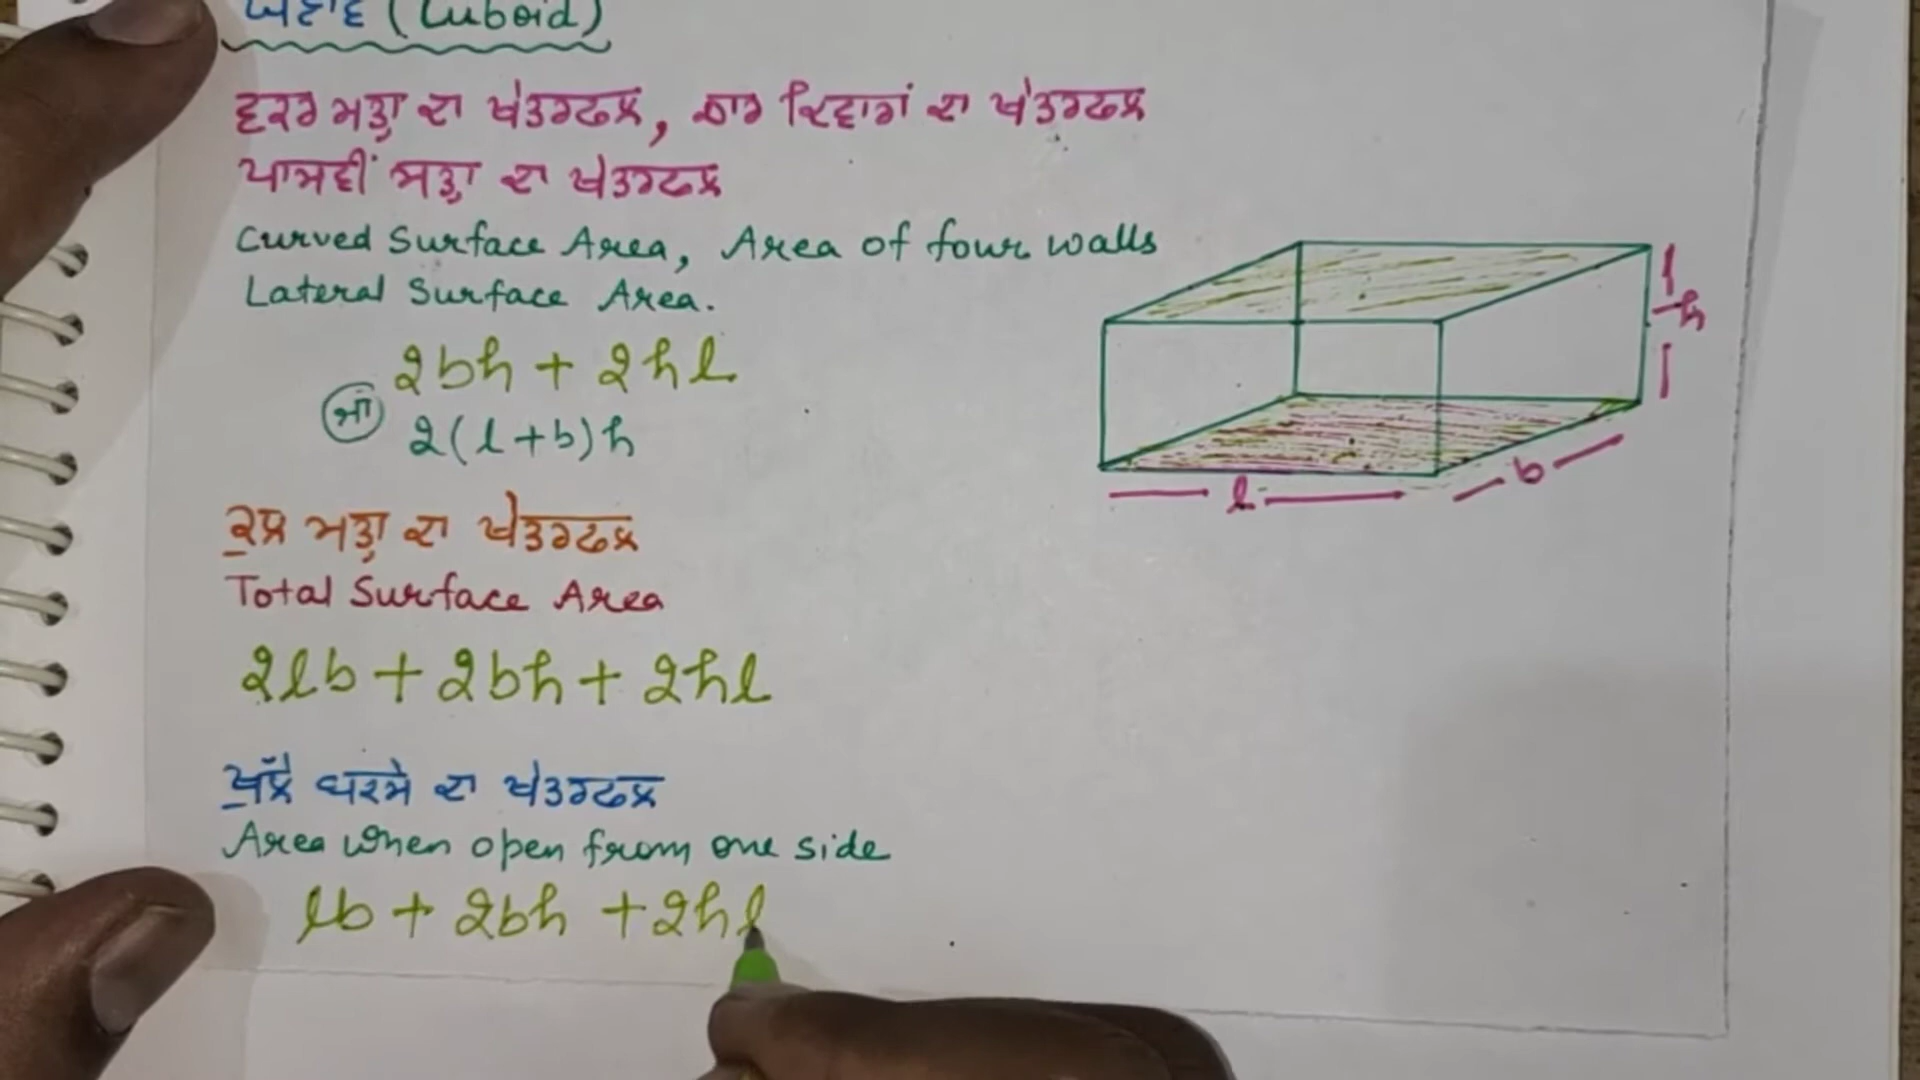 ਘਣਾਵ (Cuboid)
ਵਕਰ ਸਤ੍ਹਾ ਦਾ ਖੇਤਰਫਲ, ਚਾਰ ਦਿਵਾਰਾਂ ਦਾ ਖੇਤਰਫਲ
ਪਾਸਵੀਂ ਸਤ੍ਹਾ ਦਾ ਖੇਤਰਫਲ
Curved Surface Area, Area of four walls
Lateral Surface Area.
2bh + 2hl
ਜਾਂ 2(l+b)h
ਕੁਲ ਸਤ੍ਹਾ ਦਾ ਖੇਤਰਫਲ
Total Surface Area
2lb + 2bh + 2hl
ਖੁੱਲੇ ਬਕਸੇ ਦਾ ਖੇਤਰਫਲ
Area when open from one side
lb + 2bh + 2hl
h
b
l